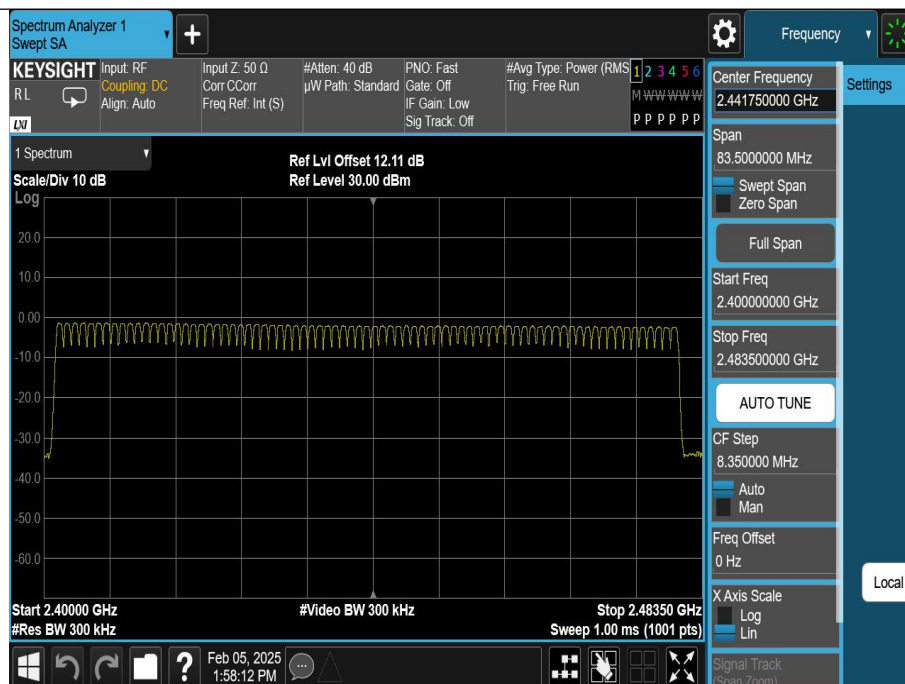 Spectrum Analyzer 1
Swept SA
Frequency
KEYSIGHT
RL
LXI
Input: RF
Coupling: DC
Align: Auto
Input Z: 50 Ω
Corr CCorr
Freq Ref: Int (S)
#Atten: 40 dB
µW Path: Standard
PNO: Fast
Gate: Off
IF Gain: Low
Sig Track: Off
#Avg Type: Power (RMS
Trig: Free Run
1 2 3 4 5 6
M W W W W W
P P P P P P
1 Spectrum
Scale/Div 10 dB
Log
Ref Lvl Offset 12.11 dB
Ref Level 30.00 dBm
20.0
10.0
0.00
-10.0
-20.0
-30.0
-40.0
-50.0
-60.0
Start 2.40000 GHz
#Res BW 300 kHz
#Video BW 300 kHz
Stop 2.48350 GHz
Sweep 1.00 ms (1001 pts)
Feb 05, 2025
1:58:12 PM
Center Frequency
2.441750000 GHz
Settings
Span
83.5000000 MHz
Swept Span
Zero Span
Full Span
Start Freq
2.400000000 GHz
Stop Freq
2.483500000 GHz
AUTO TUNE
CF Step
8.350000 MHz
Auto
Man
Freq Offset
0 Hz
X Axis Scale
Log
Lin
Local
Signal Track
(Span Zoom)